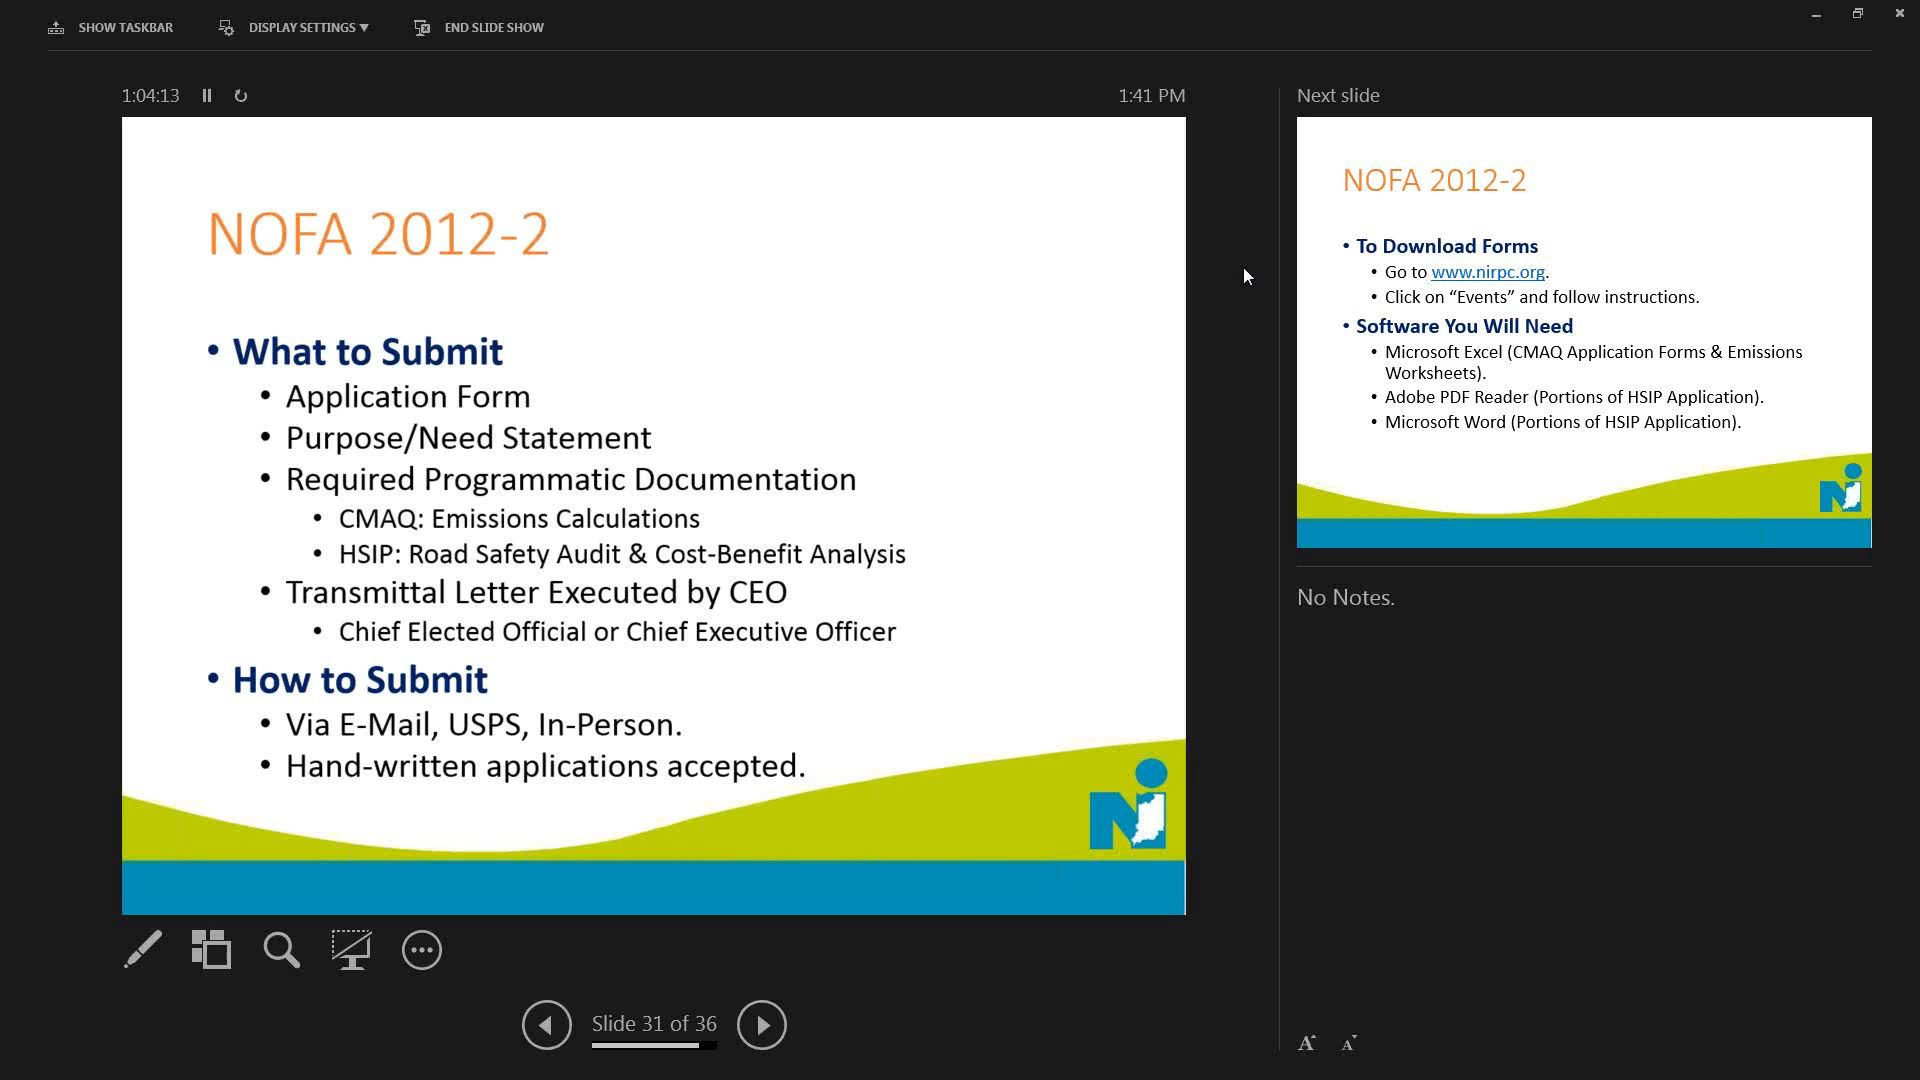 SHOW TASKBAR
DISPLAY SETTINGS ▼
END SLIDE SHOW
1:04:13
1:41 PM
NOFA 2012-2
• What to Submit
• Application Form
• Purpose/Need Statement
• Required Programmatic Documentation
• CMAQ: Emissions Calculations
• HSIP: Road Safety Audit & Cost-Benefit Analysis
• Transmittal Letter Executed by CEO
• Chief Elected Official or Chief Executive Officer
• How to Submit
• Via E-Mail, USPS, In-Person.
• Hand-written applications accepted.
Slide 31 of 36
Next slide
NOFA 2012-2
• To Download Forms
• Go to www.nirpc.org.
• Click on “Events” and follow instructions.
• Software You Will Need
• Microsoft Excel (CMAQ Application Forms & Emissions
Worksheets).
• Adobe PDF Reader (Portions of HSIP Application).
• Microsoft Word (Portions of HSIP Application).
No Notes.
A A